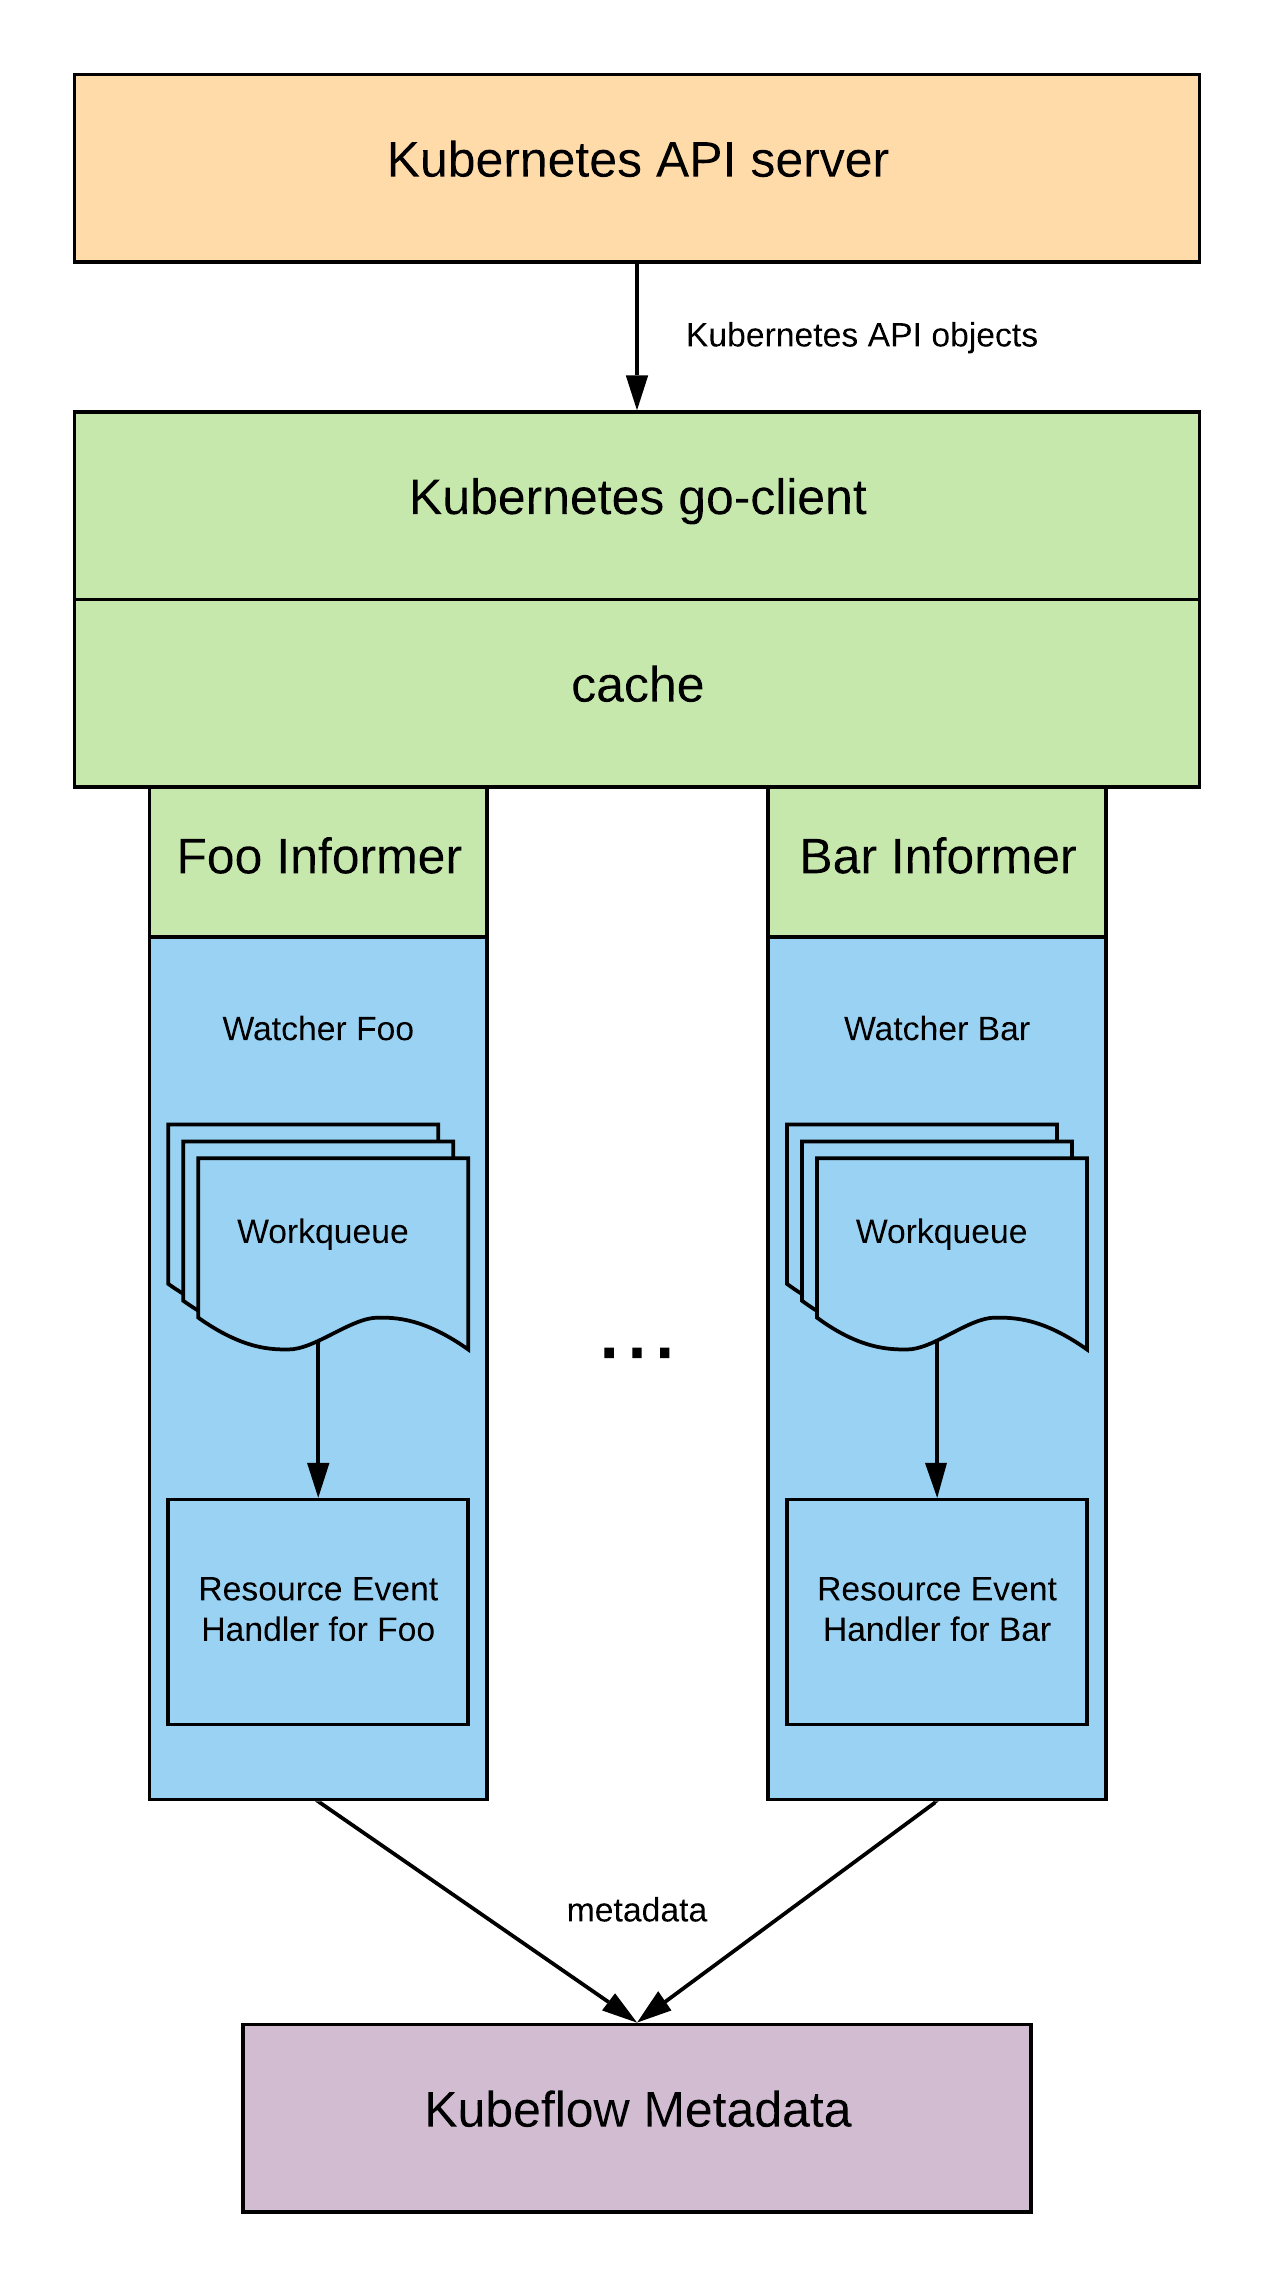 Kubernetes API server
Kubernetes API objects
Kubernetes go-client
cache
Foo Informer
Bar Informer
Watcher Foo
Watcher Bar
Workqueue
Workqueue
...
Resource Event
Handler for Foo
Resource Event
Handler for Bar
metadata
Kubeflow Metadata